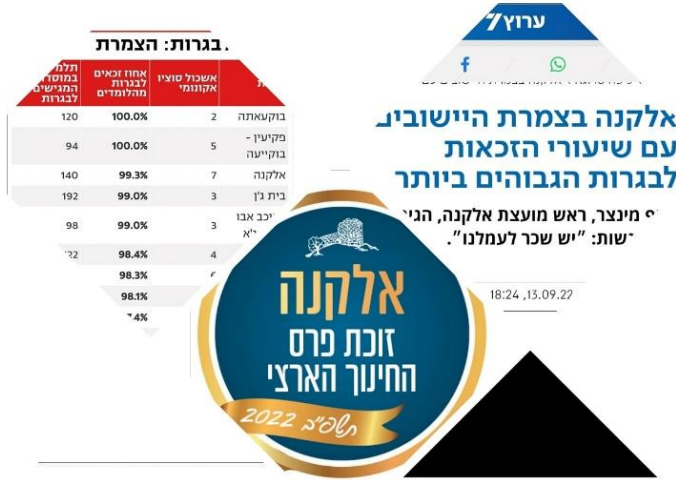 ערוץ 7
אלקנה בצמרת היישובים
עם שיעורי הזכאות
לבגרות הגבוהים ביותר
מינצר, ראש מועצת אלקנה,
"יש שכר לעמלנו".
13.09.22, 18:24
בגרות: הצמרת
אשכול סוציו אחוז זכאים
אקונומי לבגרות במוסדות
מהלומדים המגישים
לבגרות
בוקעאתה 2 100.0% 120
פקיעין - 5 100.0% 94
בוקייעה
אלקנה 7 99.3% 140
בית ג'ן 3 99.0% 192
אבו 3 99.0% 98
4 98.4%
98.3%
98.1%
אלקנה
זוכת פרס
החינוך הארצי
תשפ"ב 2022